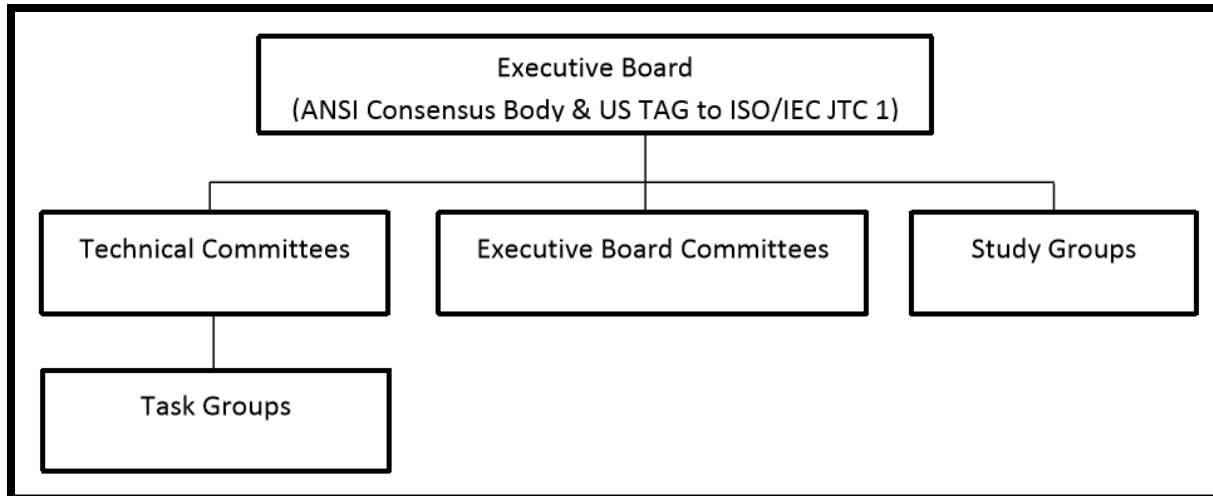 Executive Board
(ANSI Consensus Body & US TAG to ISO/IEC JTC 1)
Technical Committees
Executive Board Committees
Study Groups
Task Groups